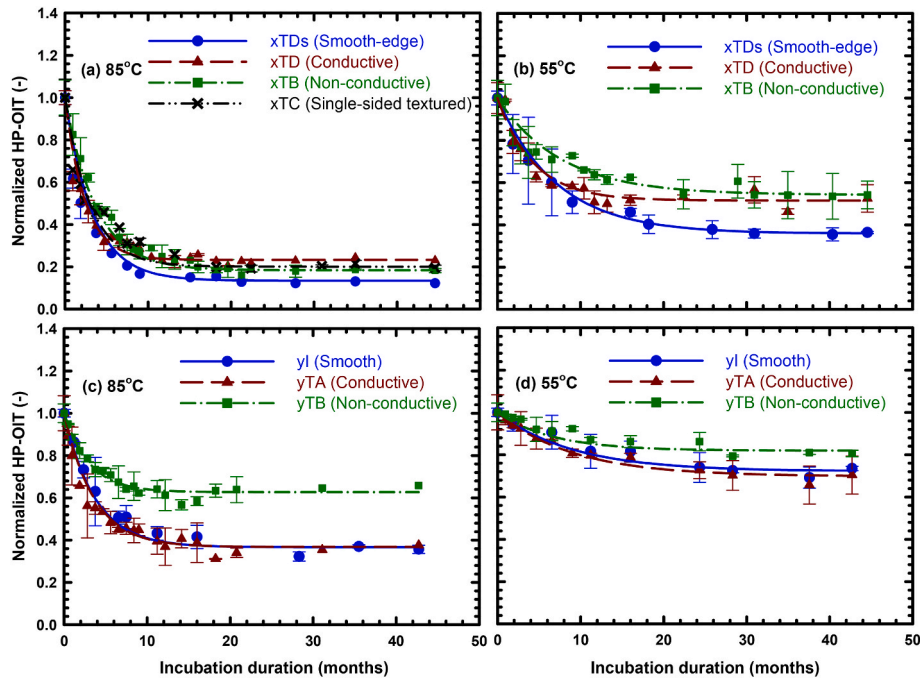 Normalized HP-OIT (-)
1.4
1.2
1.0
0.8
0.6
0.4
0.2
0.0
(a) 85°C
xTDs (Smooth-edge)
xTD (Conductive)
xTB (Non-conductive)
xTC (Single-sided textured)
(b) 55°C
xTDs (Smooth-edge)
xTD (Conductive)
xTB (Non-conductive)
Normalized HP-OIT (-)
1.4
1.2
1.0
0.8
0.6
0.4
0.2
0.0
(c) 85°C
yI (Smooth)
yTA (Conductive)
yTB (Non-conductive)
(d) 55°C
yI (Smooth)
yTA (Conductive)
yTB (Non-conductive)
0 10 20 30 40 50
10 20 30 40 50
Incubation duration (months)
Incubation duration (months)